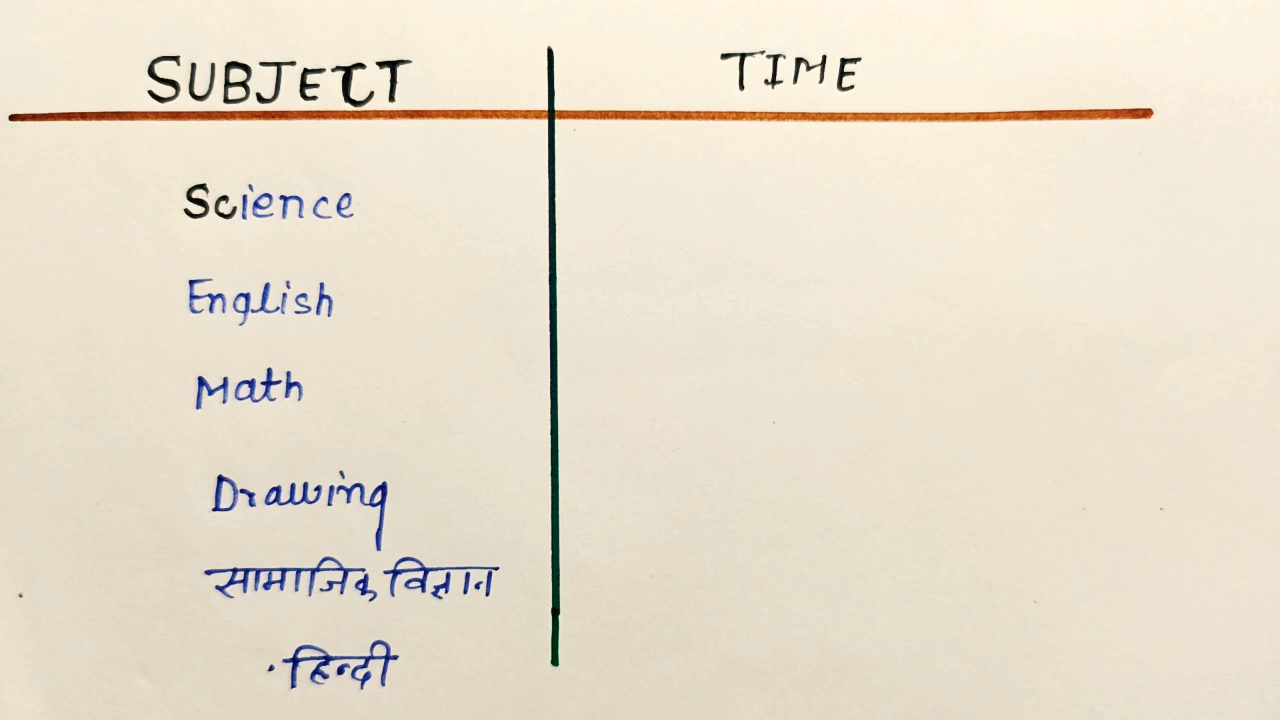 SUBJECT TIME
Science
English
Math
Drawing
सामाजिक विज्ञान
हिन्दी